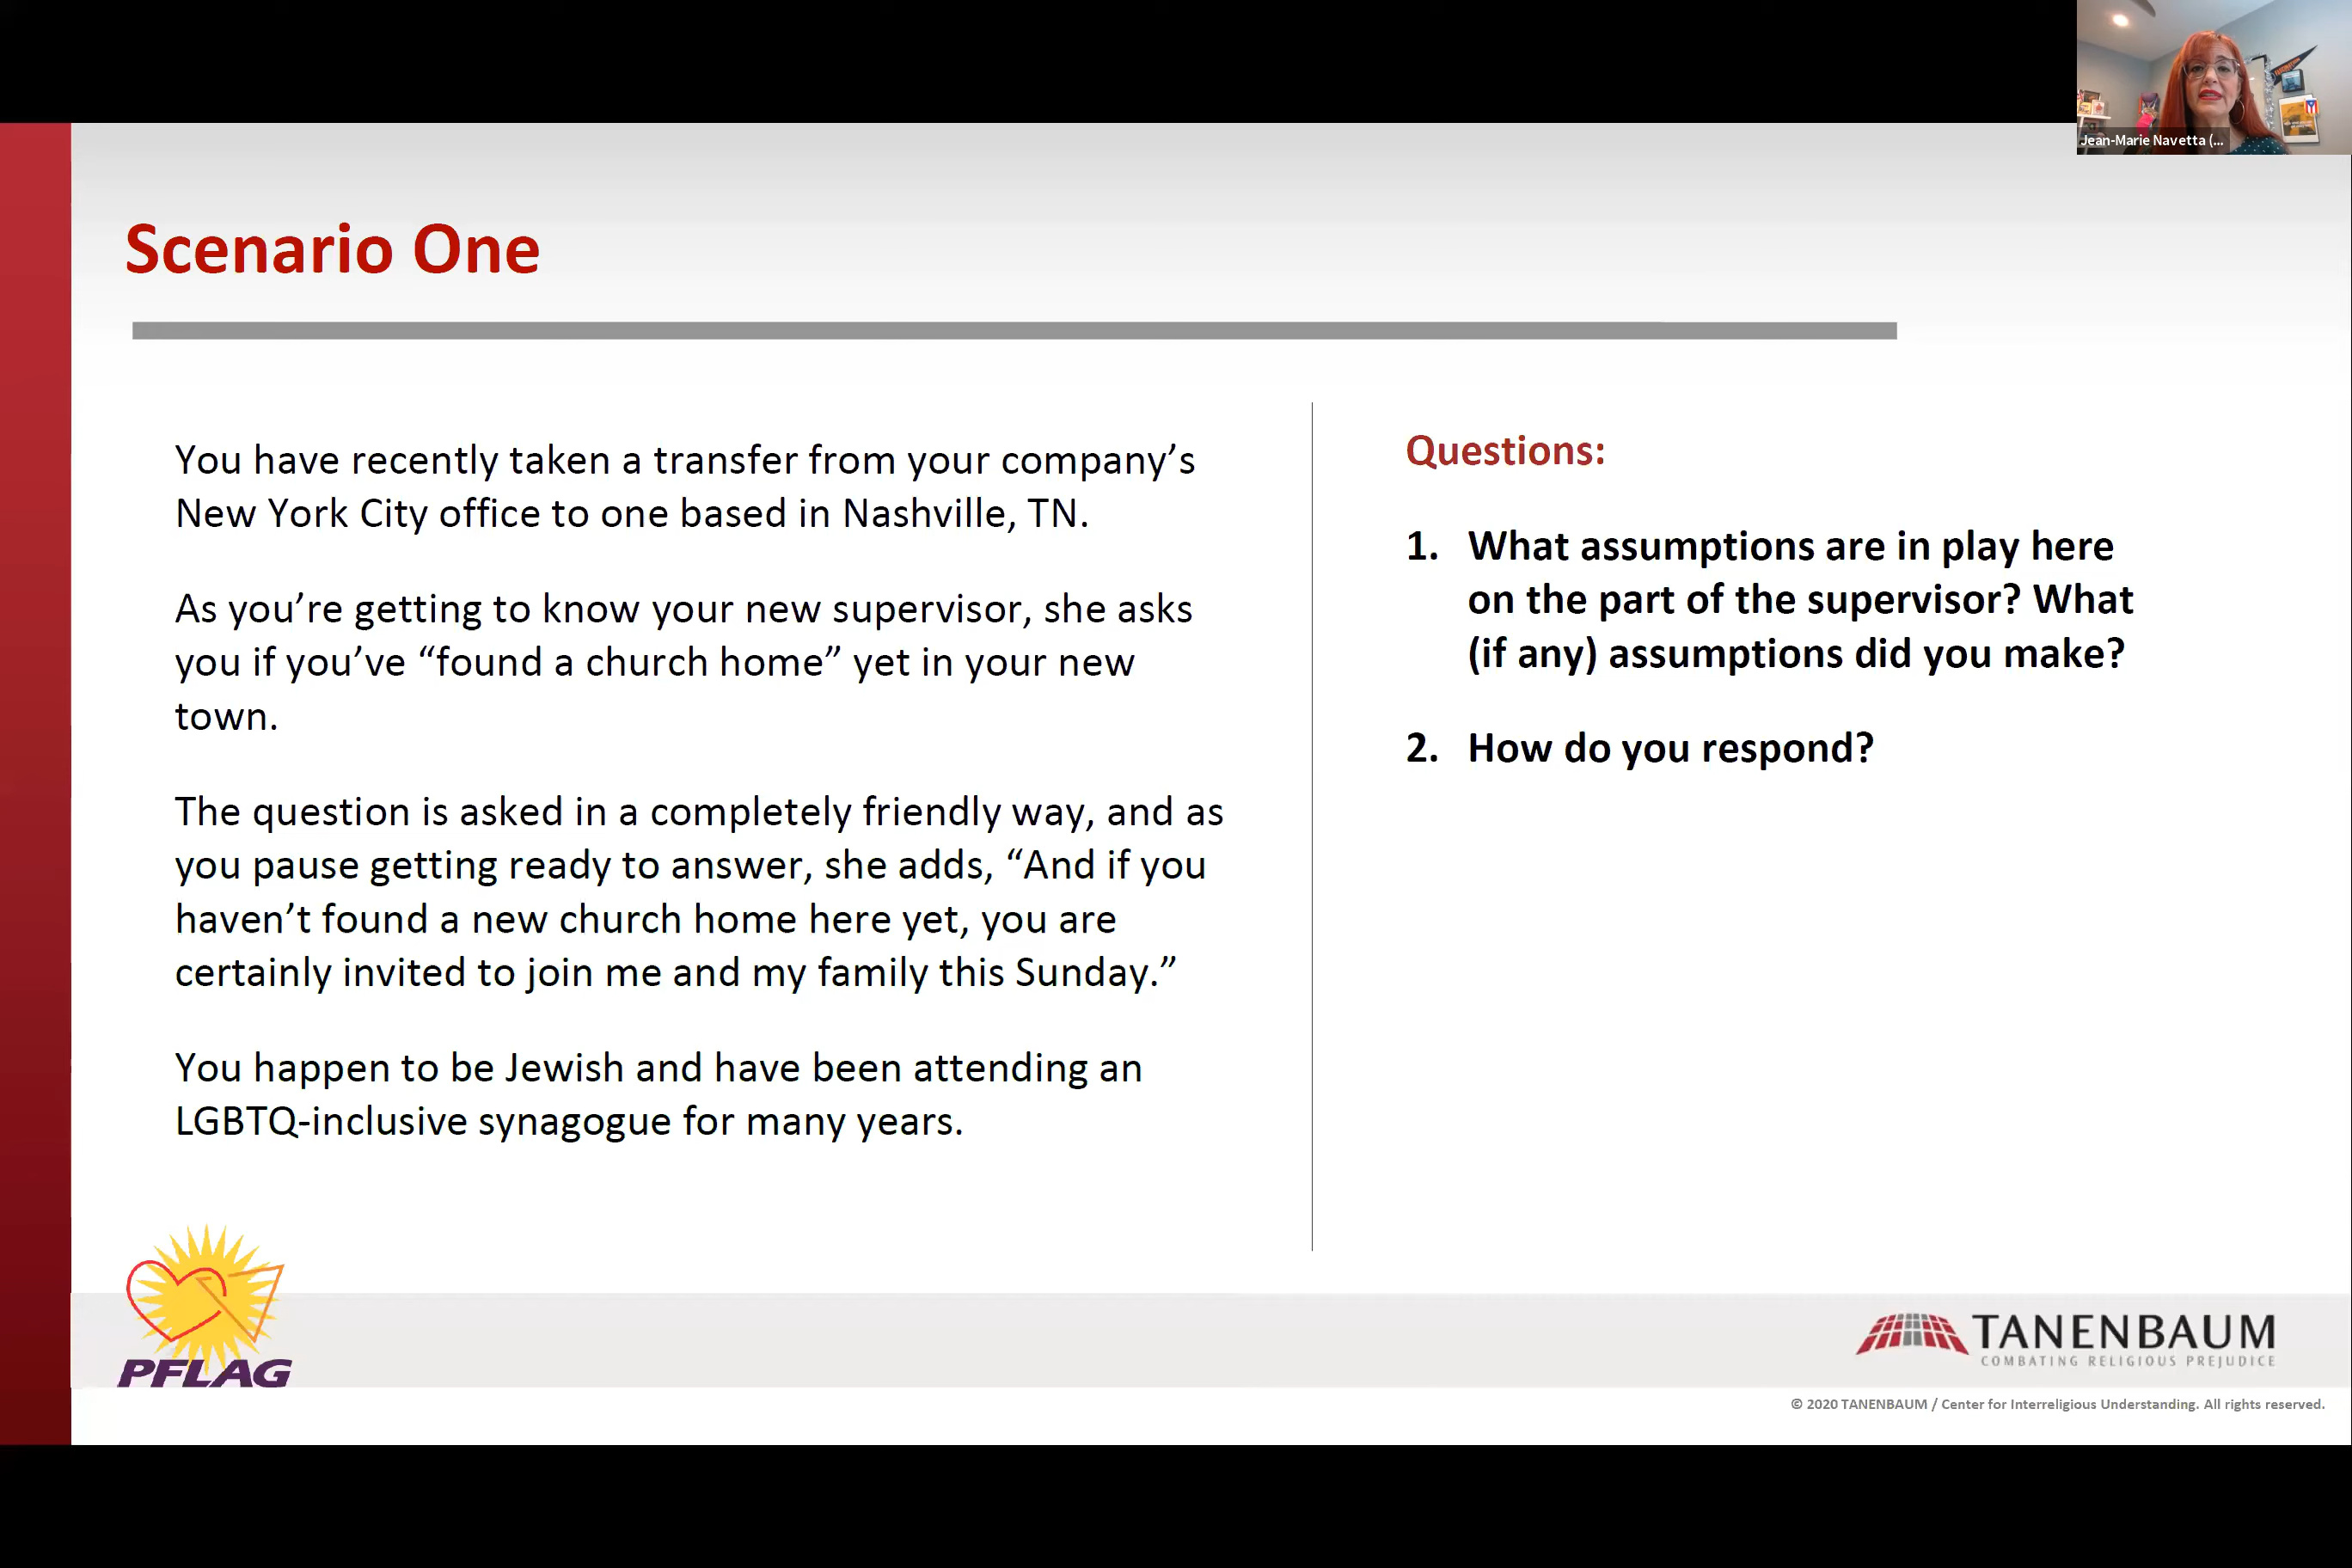 Jean-Marie Navetta (...
Scenario One
You have recently taken a transfer from your company’s
New York City office to one based in Nashville, TN.
As you’re getting to know your new supervisor, she asks
you if you’ve “found a church home” yet in your new
town.
The question is asked in a completely friendly way, and as
you pause getting ready to answer, she adds, “And if you
haven’t found a new church home here yet, you are
certainly invited to join me and my family this Sunday.”
You happen to be Jewish and have been attending an
LGBTQ-inclusive synagogue for many years.
Questions:
1. What assumptions are in play here
on the part of the supervisor? What
(if any) assumptions did you make?
2. How do you respond?
PFLAG
TANENBAUM
COMBATING RELIGIOUS PREJUDICE
© 2020 TANENBAUM / Center for Interreligious Understanding. All rights reserved.